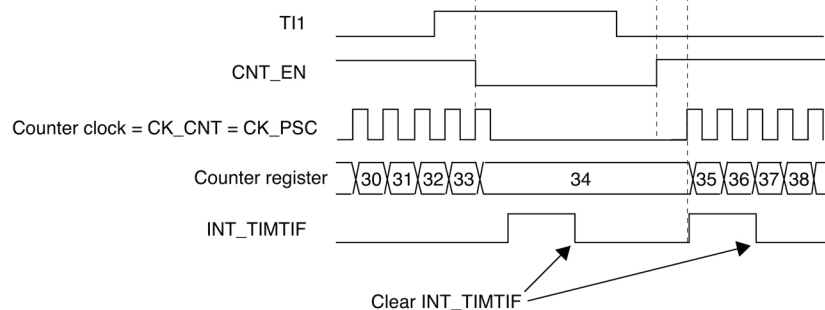 TI1
CNT_EN
Counter clock = CK_CNT = CK_PSC
Counter register 30 31 32 33 34 35 36 37 38
INT_TIMTIF
Clear INT_TIMTIF